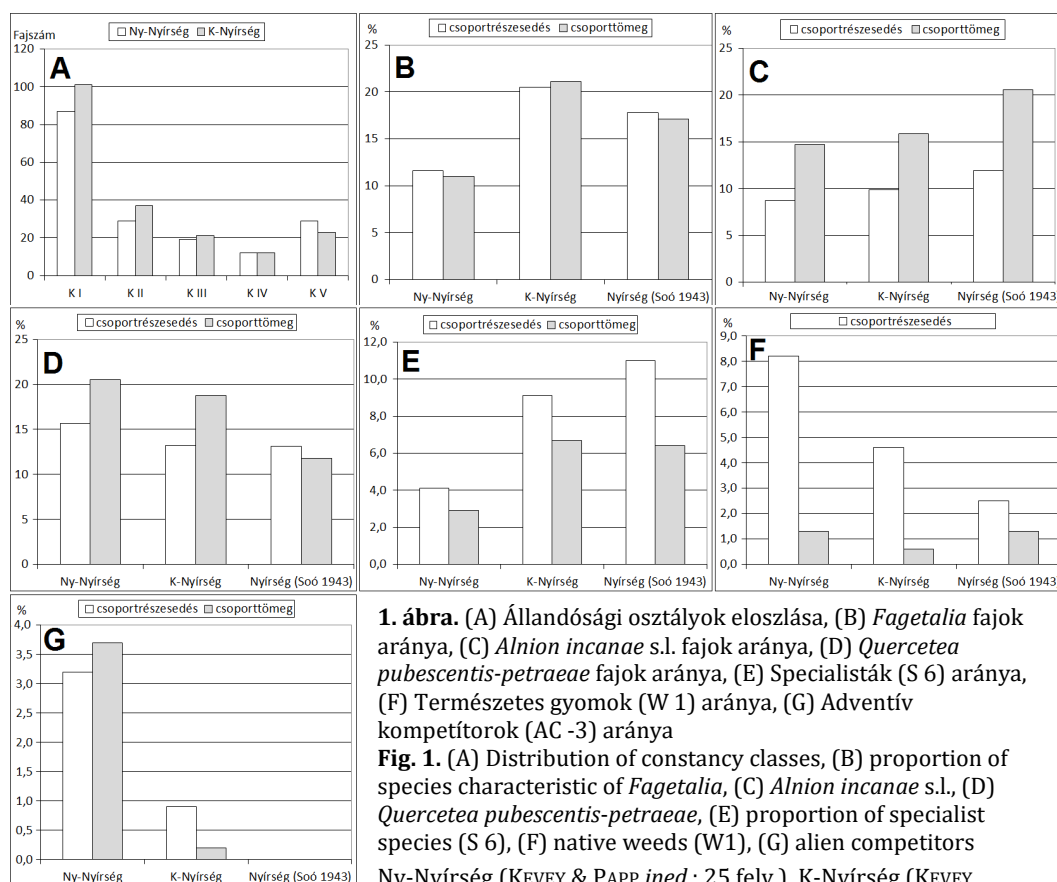 Fajszám
Ny-Nyírség K-Nyírség
A
120
100
80
60
40
20
0
K I K II K III K IV K V
%
csoportrészesedés csoporttömeg
B
25
20
15
10
5
0
Ny-Nyírség K-Nyírség Nyírség (Soó 1943)
%
csoportrészesedés csoporttömeg
C
25
20
15
10
5
0
Ny-Nyírség K-Nyírség Nyírség (Soó 1943)
%
csoportrészesedés csoporttömeg
D
25
20
15
10
5
0
Ny-Nyírség K-Nyírség Nyírség (Soó 1943)
%
csoportrészesedés csoporttömeg
E
12,0
10,0
8,0
6,0
4,0
2,0
0,0
Ny-Nyírség K-Nyírség Nyírség (Soó 1943)
%
csoportrészesedés
F
9,0
8,0
7,0
6,0
5,0
4,0
3,0
2,0
1,0
0,0
Ny-Nyírség K-Nyírség Nyírség (Soó 1943)
%
csoportrészesedés csoporttömeg
G
4,0
3,5
3,0
2,5
2,0
1,5
1,0
0,5
0,0
Ny-Nyírség K-Nyírség Nyírség (Soó 1943)
1. ábra. (A) Állandósági osztályok eloszlása, (B) Fagetalia fajok
aránya, (C) Alnion incanae s.l. fajok aránya, (D) Quercetea
pubescentis-petraeae fajok aránya, (E) Specialisták (S 6) aránya,
(F) Természetes gyomok (W 1) aránya, (G) Adventív
kompetítorok (AC -3) aránya
Fig. 1. (A) Distribution of constancy classes, (B) proportion of
species characteristic of Fagetalia, (C) Alnion incanae s.l., (D)
Quercetea pubescentis-petraeae, (E) proportion of specialist
species (S 6), (F) native weeds (W1), (G) alien competitors
Ny-Nyírség (KEVEY & PAPP ined.: 25 felv.), K-Nyírség (KEVEY